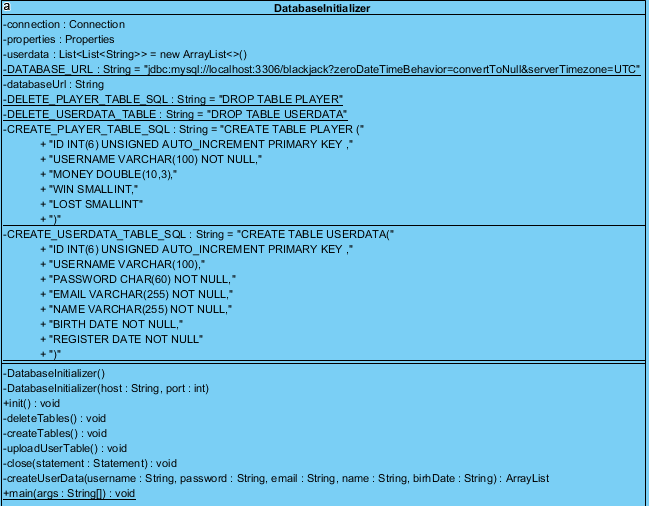 a
DatabaseInitializer
-connection : Connection
-properties : Properties
-userdata : List<List<String>> = new ArrayList<>()
-DATABASE_URL : String = "jdbc:mysql://localhost:3306/blackjack?zeroDateTimeBehavior=convertToNull&serverTimezone=UTC"
-databaseUrl : String
-DELETE_PLAYER_TABLE_SQL : String = "DROP TABLE PLAYER"
-DELETE_USERDATA_TABLE : String = "DROP TABLE USERDATA"
-CREATE_PLAYER_TABLE_SQL : String = "CREATE TABLE PLAYER ("
+ "ID INT(6) UNSIGNED AUTO_INCREMENT PRIMARY KEY ,"
+ "USERNAME VARCHAR(100) NOT NULL,"
+ "MONEY DOUBLE(10,3),"
+ "WIN SMALLINT,"
+ "LOST SMALLINT"
+ ")"
-CREATE_USERDATA_TABLE_SQL : String = "CREATE TABLE USERDATA("
+ "ID INT(6) UNSIGNED AUTO_INCREMENT PRIMARY KEY ,"
+ "USERNAME VARCHAR(100),"
+ "PASSWORD CHAR(60) NOT NULL,"
+ "EMAIL VARCHAR(255) NOT NULL,"
+ "NAME VARCHAR(255) NOT NULL,"
+ "BIRTH DATE NOT NULL,"
+ "REGISTER DATE NOT NULL"
+ ")"
-DatabaseInitializer()
-DatabaseInitializer(host : String, port : int)
+init() : void
-deleteTables() : void
-createTables() : void
-uploadUserTable() : void
-close(statement : Statement) : void
-createUserData(username : String, password : String, email : String, name : String, birhDate : String) : ArrayList
+main(args : String[]) : void